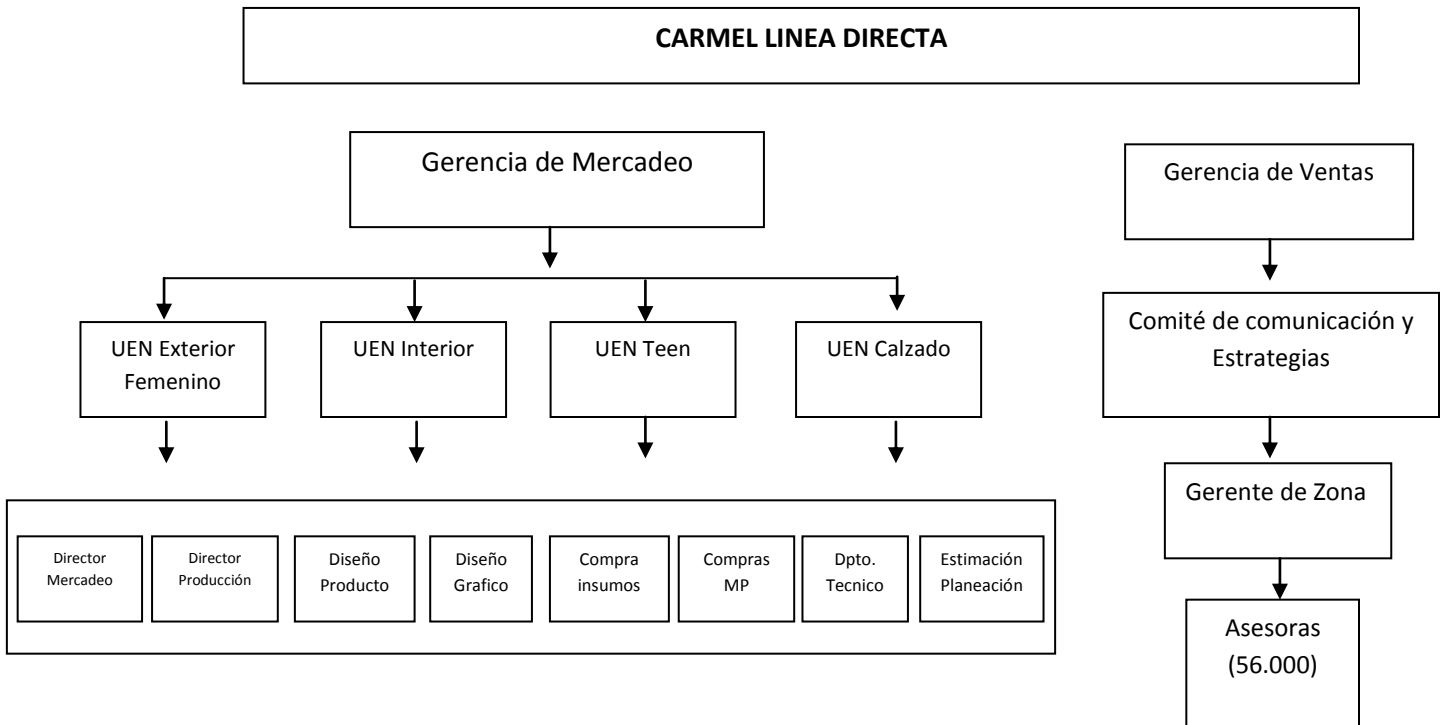 CARMEL LINEA DIRECTA
Gerencia de Mercadeo
Gerencia de Ventas
UEN Exterior
Femenino
UEN Interior
UEN Teen
UEN Calzado
Comité de comunicación y
Estrategias
Gerente de Zona
Director
Mercadeo
Director
Producción
Diseño
Producto
Diseño
Grafico
Compra
insumos
Compras
MP
Dpto.
Tecnico
Estimación
Planeación
Asesoras
(56.000)